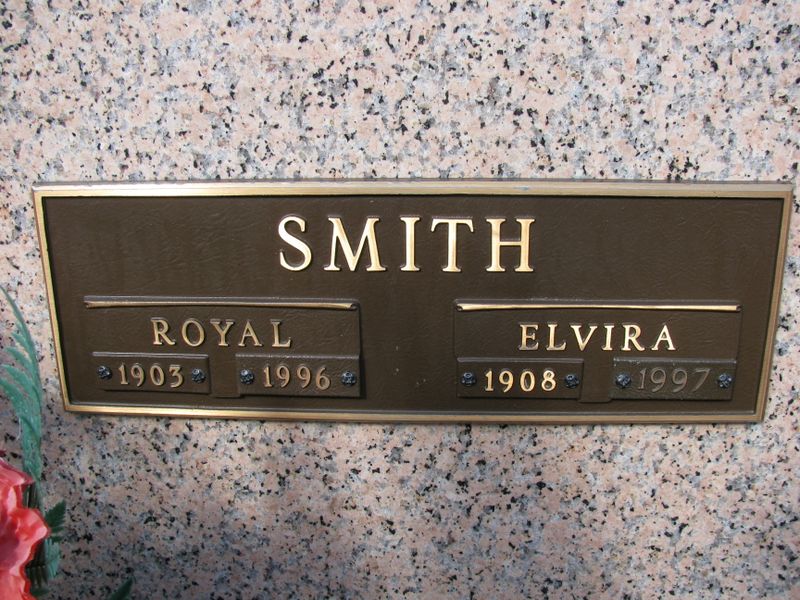 SMITH
ROYAL
1903 1996
ELVIRA
1908 1997